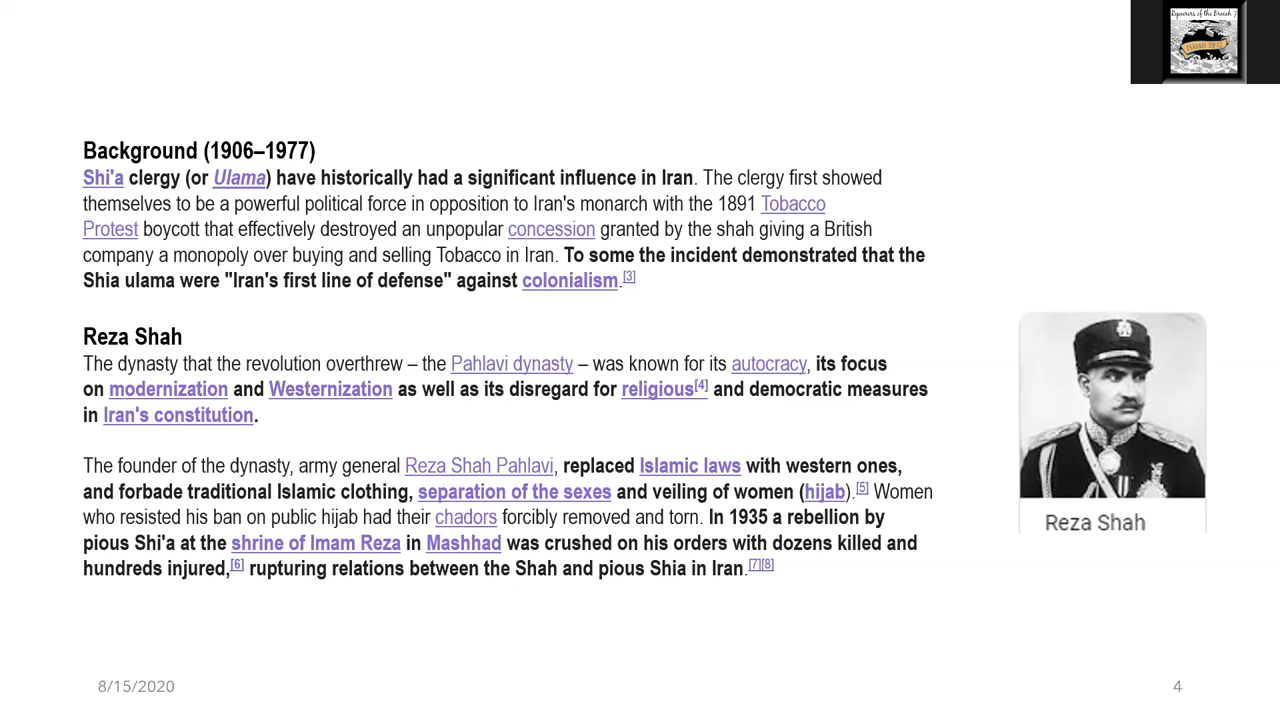 Repairers of the Breach 7
ISAIAH 58:12
Background (1906–1977)
Shi'a clergy (or Ulama) have historically had a significant influence in Iran. The clergy first showed
themselves to be a powerful political force in opposition to Iran's monarch with the 1891 Tobacco
Protest boycott that effectively destroyed an unpopular concession granted by the shah giving a British
company a monopoly over buying and selling Tobacco in Iran. To some the incident demonstrated that the
Shia ulama were "Iran's first line of defense" against colonialism.[3]
Reza Shah
The dynasty that the revolution overthrew – the Pahlavi dynasty – was known for its autocracy, its focus
on modernization and Westernization as well as its disregard for religious[4] and democratic measures
in Iran's constitution.
The founder of the dynasty, army general Reza Shah Pahlavi, replaced Islamic laws with western ones,
and forbade traditional Islamic clothing, separation of the sexes and veiling of women (hijab).[5] Women
who resisted his ban on public hijab had their chadors forcibly removed and torn. In 1935 a rebellion by
pious Shi'a at the shrine of Imam Reza in Mashhad was crushed on his orders with dozens killed and
hundreds injured,[6] rupturing relations between the Shah and pious Shia in Iran.[7][8]
Reza Shah
8/15/2020
4